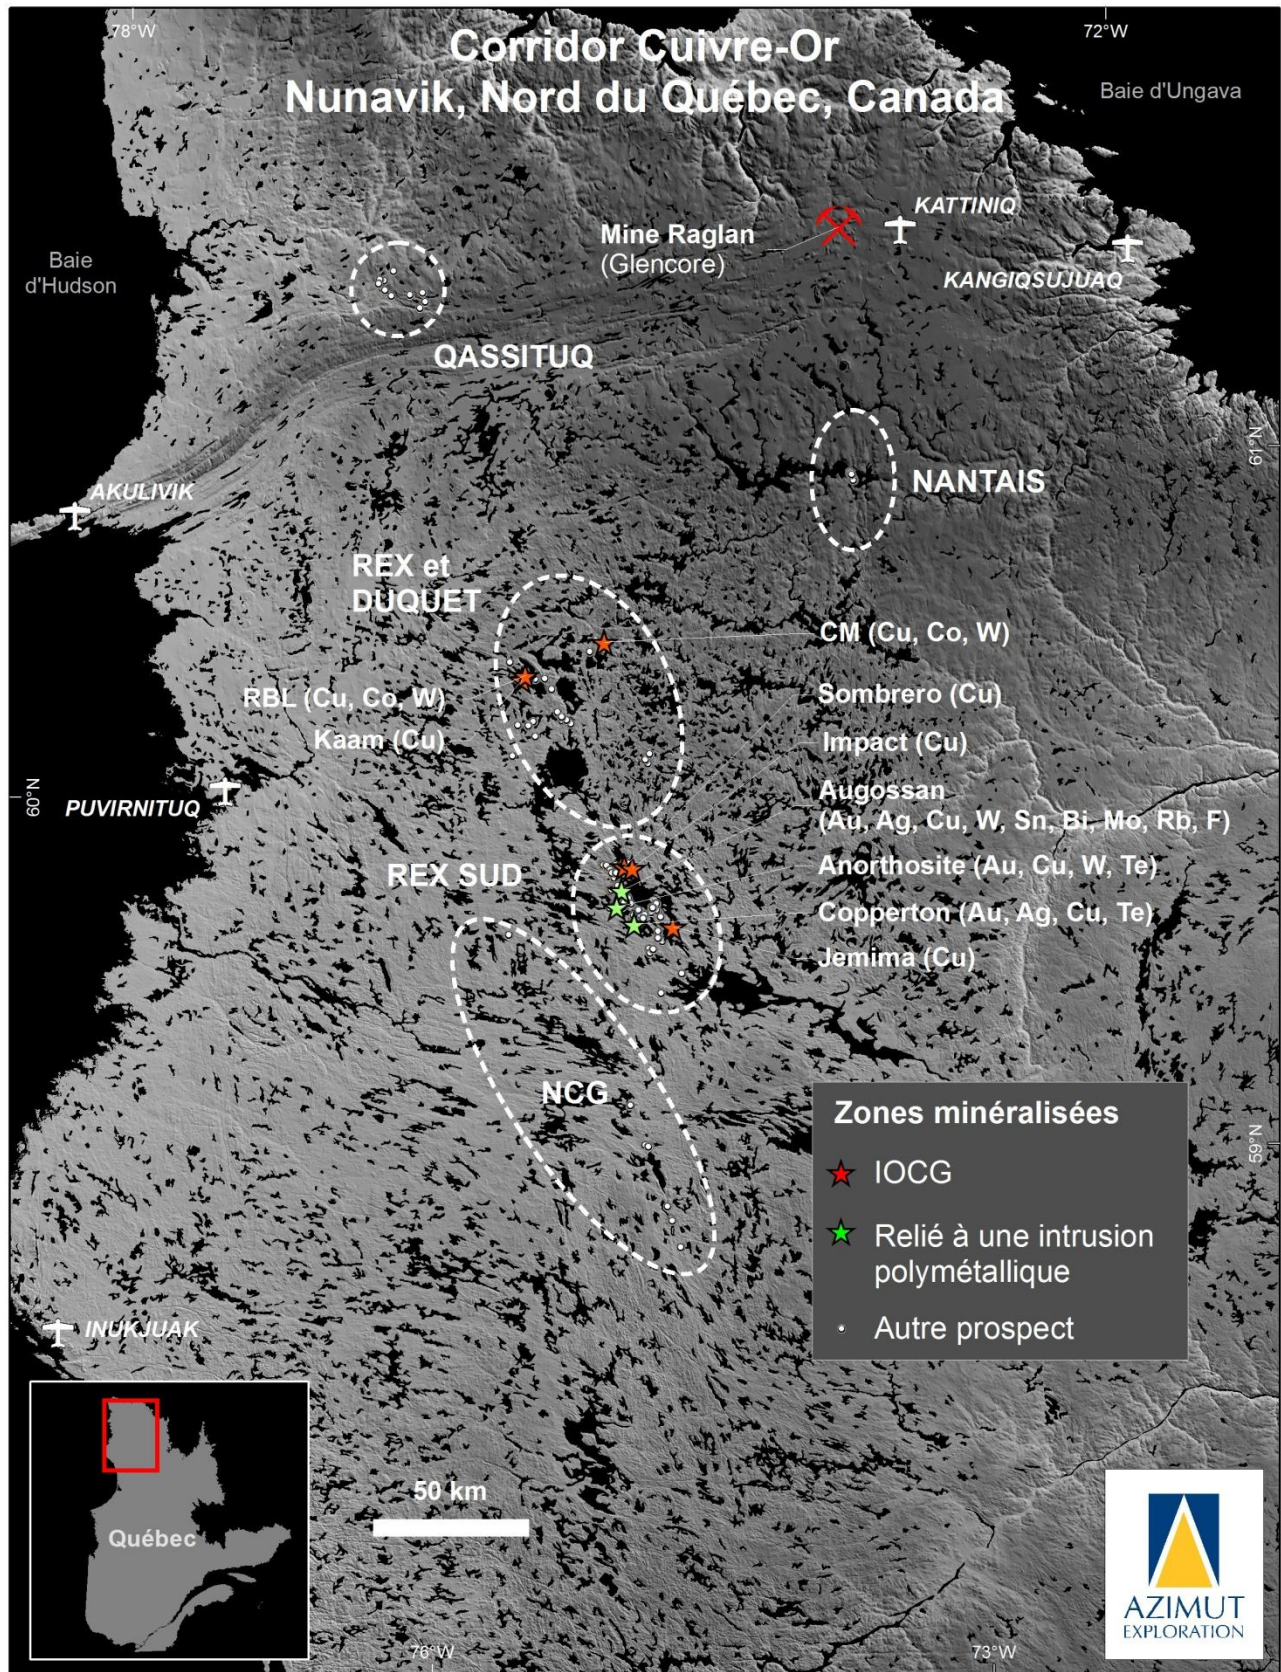 78°W
72°W
Corridor Cuivre-Or
Nunavik, Nord du Québec, Canada
Baie d'Ungava
KATTINIQ
Mine Raglan
(Glencore)
KANGIQSUJUAQ
Baie
d'Hudson
QASSITUQ
61°N
NANTAIS
AKULIVIK
REX et
DUQUET
CM (Cu, Co, W)
RBL (Cu, Co, W)
Sombrero (Cu)
Kaam (Cu)
Impact (Cu)
60°N
PUVIRNITUQ
Augossan
(Au, Ag, Cu, W, Sn, Bi, Mo, Rb, F)
REX SUD
Anorthosite (Au, Cu, W, Te)
Copperton (Au, Ag, Cu, Te)
Jemima (Cu)
NCG
Zones minéralisées
59°N
IOCG
Relié à une intrusion
polymétallique
Autre prospect
INUKJUAK
50 km
Québec
AZIMUT
EXPLORATION
76°W
73°W